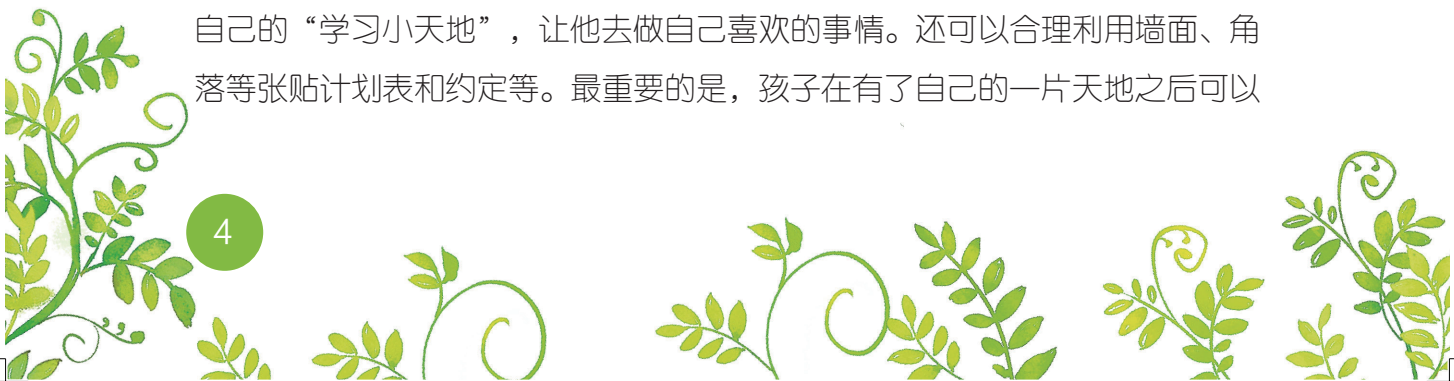 自己的“学习小天地”，让他去做自己喜欢的事情。还可以合理利用墙面、角
落等张贴计划表和约定等。最重要的是，孩子在有了自己的一片天地之后可以
4